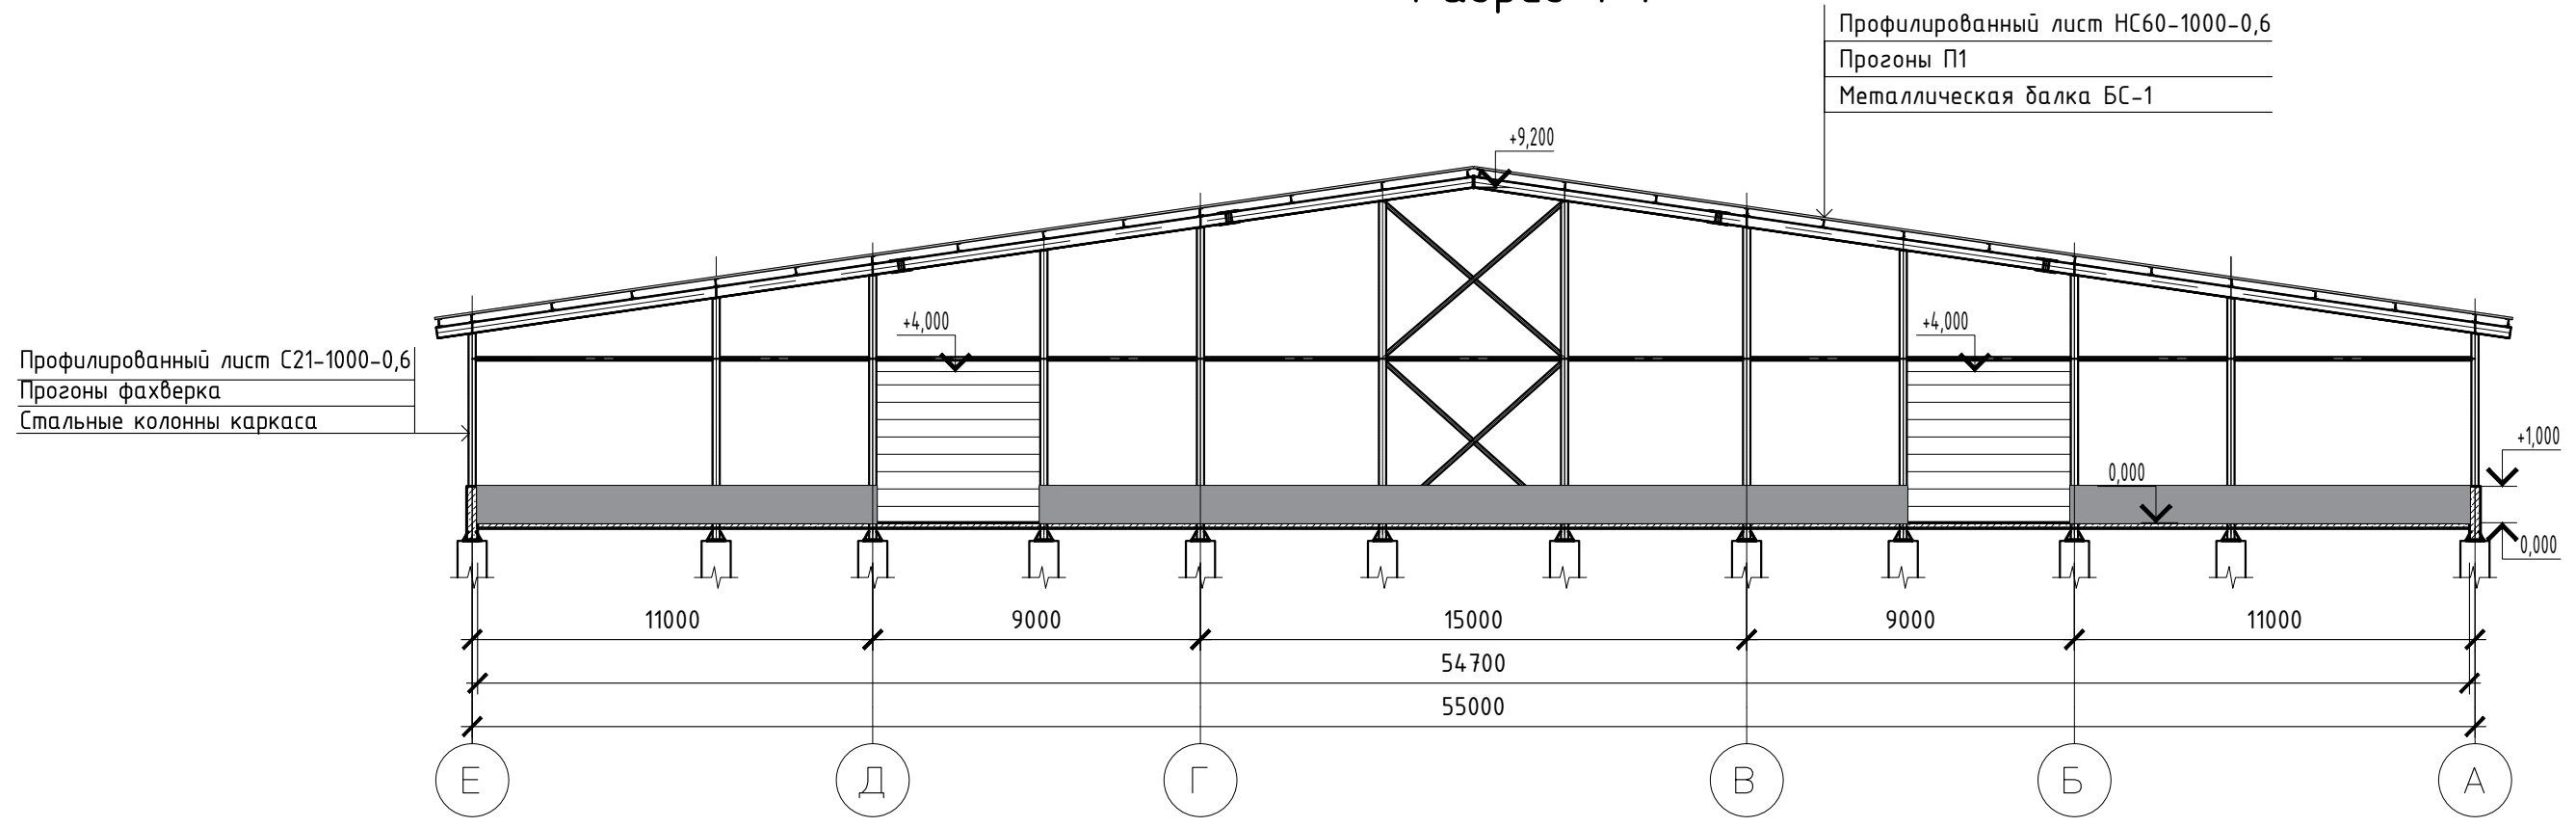 Профилированный лист НС60-1000-0,6
Прогоны П1
Металлическая балка БС-1
+9,200
+4,000
+4,000
Профилированный лист С21-1000-0,6
Прогоны фахверка
Стальные колонны каркаса
+1,000
0,000
0,000
11000
9000
15000
9000
11000
54700
55000
Е
Д
Г
В
Б
А